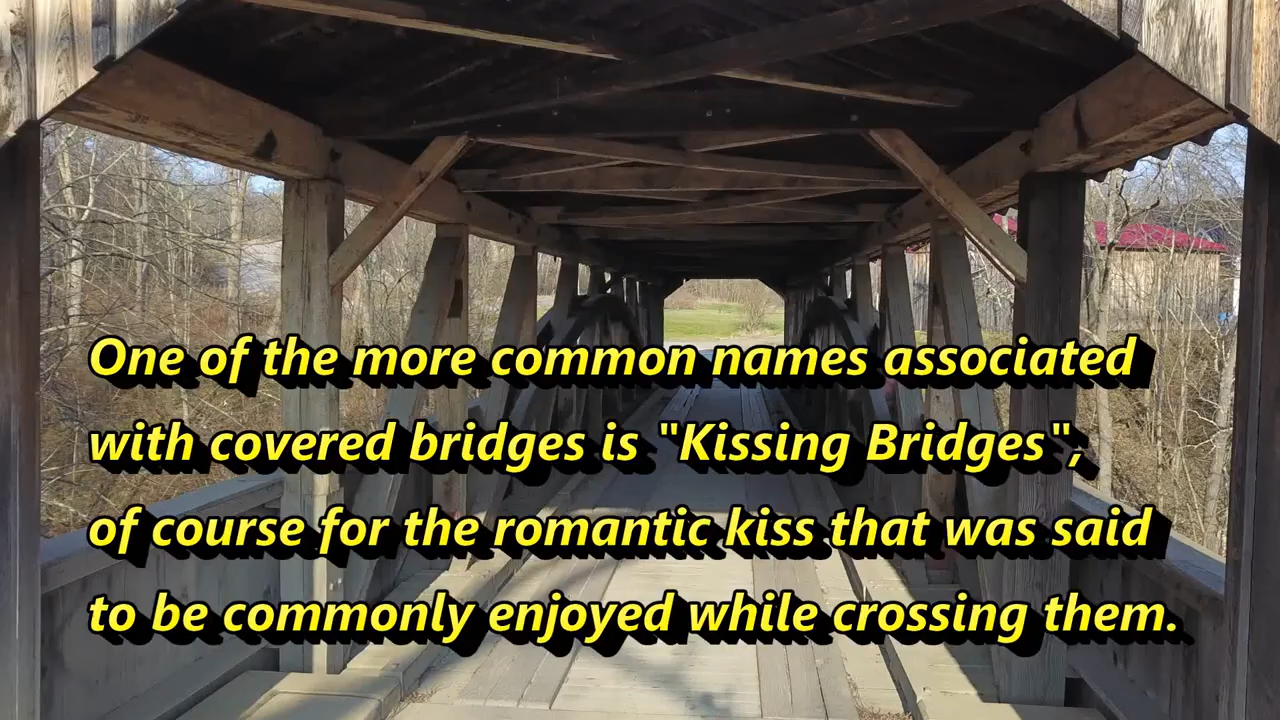 One of the more common names associated
with covered bridges is "Kissing Bridges",
of course for the romantic kiss that was said
to be commonly enjoyed while crossing them.